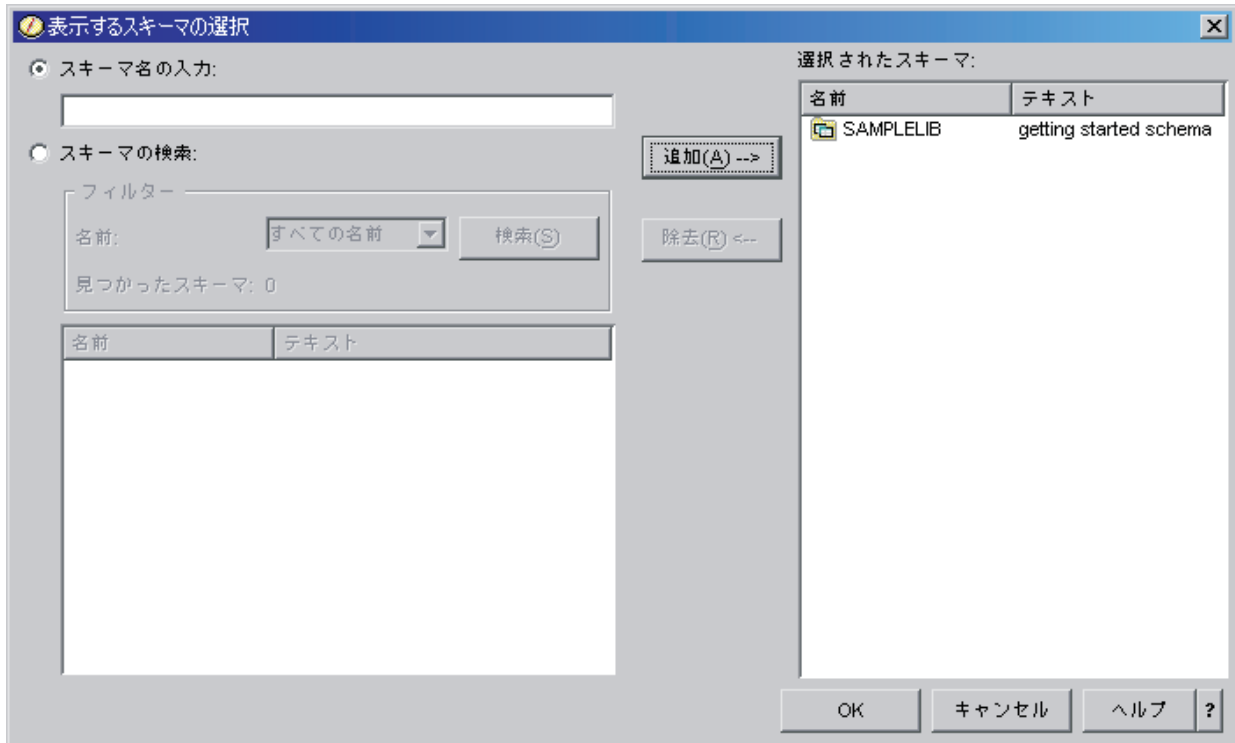 表示するスキーマの選択
スキーマ名の入力:
スキーマの検索:
フィルター
名前:
すべての名前
検索(S)
見つかったスキーマ: 0
名前 テキスト
追加(A) -->
除去(R) <--
選択されたスキーマ:
名前 テキスト
SAMPLELIB getting started schema
OK
キャンセル
ヘルプ
?